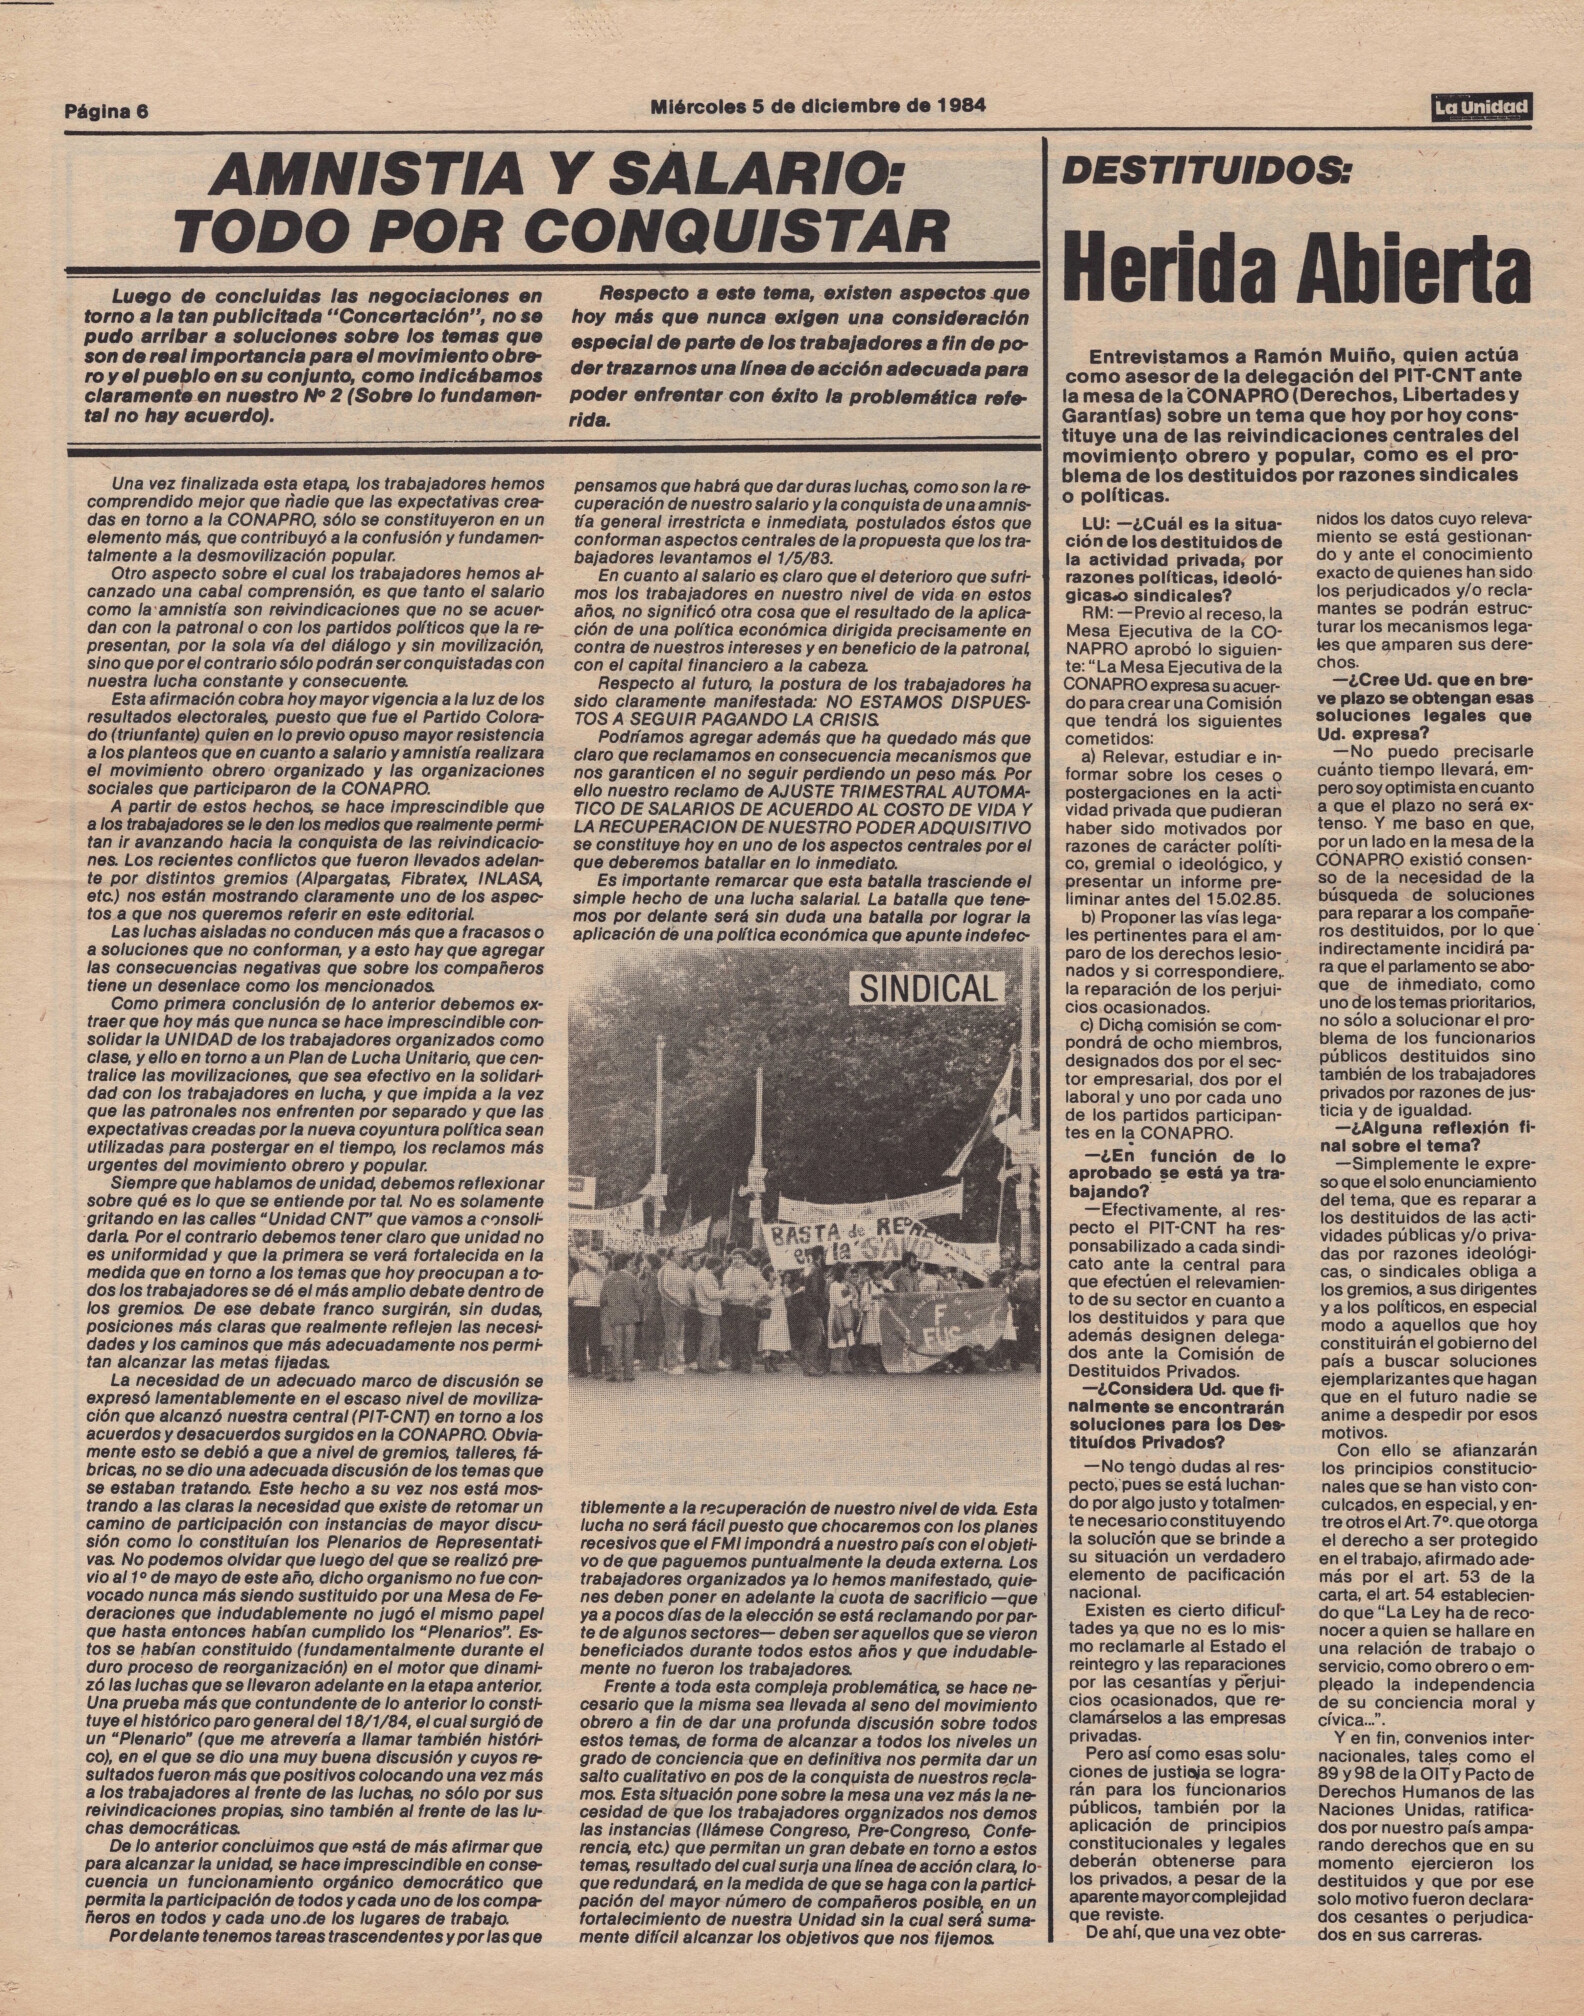 Página 6
Miércoles 5 de diciembre de 1984
La Unidad
AMNISTIA Y SALARIO:
TODO POR CONQUISTAR
Luego de concluidas las negociaciones en
torno a la tan publicitada "Concertación", no se
pudo arribar a soluciones sobre los temas que
son de real importancia para el movimiento obre-
ro y el pueblo en su conjunto, como indicábamos
claramente en nuestro Nº 2 (Sobre lo fundamen-
tal no hay acuerdo).
Respecto a este tema, existen aspectos que
hoy más que nunca exigen una consideración
especial de parte de los trabajadores a fin de po-
der trazarnos una línea de acción adecuada para
poder enfrentar con éxito la problemática refe-
rida.
Una vez finalizada esta etapa, los trabajadores hemos
comprendido mejor que nadie que las expectativas crea-
das en torno a la CONAPRO, sólo se constituyeron en un
elemento más, que contribuyó a la confusión y fundamen-
talmente a la desmovilización popular.
Otro aspecto sobre el cual los trabajadores hemos al-
canzado una cabal comprensión, es que tanto el salario
como la amnistía son reivindicaciones que no se acuer-
dan con la patronal o con los partidos políticos que la re-
presentan, por la sola vía del diálogo y sin movilización,
sino que por el contrario sólo podrán ser conquistadas con
nuestra lucha constante y consecuente.
Esta afirmación cobra hoy mayor vigencia a la luz de los
resultados electorales, puesto que fue el Partido Colora-
do (triunfante) quien en lo previo opuso mayor resistencia
a los planteos que en cuanto a salario y amnistía realizara
el movimiento obrero organizado y las organizaciones
sociales que participaron de la CONAPRO.
A partir de estos hechos, se hace imprescindible que
a los trabajadores se le den los medios que realmente permi-
tan ir avanzando hacia la conquista de las reivindicacio-
nes. Los recientes conflictos que fueron llevados adelan-
te por distintos gremios (Alpargatas, Fibratex, INLASA,
etc.) nos están mostrando claramente uno de los aspec-
tos a que nos queremos referir en este editorial.
Las luchas aisladas no conducen más que a fracasos o
a soluciones que no conforman, y a esto hay que agregar
las consecuencias negativas que sobre los compañeros
tiene un desenlace como los mencionados.
Como primera conclusión de lo anterior debemos ex-
traer que hoy más que nunca se hace imprescindible con-
solidar la UNIDAD de los trabajadores organizados como
clase, y ello en torno a un Plan de Lucha Unitario, que cen-
tralice las movilizaciones, que sea efectivo en la solidari-
dad con los trabajadores en lucha, y que impida a la vez
que las patronales nos enfrenten por separado y que las
expectativas creadas por la nueva coyuntura política sean
utilizadas para postergar en el tiempo, los reclamos más
urgentes del movimiento obrero y popular.
Siempre que hablamos de unidad, debemos reflexionar
sobre qué es lo que se entiende por tal. No es solamente
gritando en las calles "Unidad CNT" que vamos a consoli-
darla. Por el contrario debemos tener claro que unidad no
es uniformidad y que la primera se verá fortalecida en la
medida que en torno a los temas que hoy preocupan a to-
dos los trabajadores se dé el más amplio debate dentro de
los gremios. De ese debate franco surgirán, sin dudas,
posiciones más claras que realmente reflejen las necesi-
dades y los caminos que más adecuadamente nos permi-
tan alcanzar las metas fijadas.
La necesidad de un adecuado marco de discusión se
expresó lamentablemente en el escaso nivel de moviliza-
ción que alcanzó nuestra central (PIT-CNT) en torno a los
acuerdos y desacuerdos surgidos en la CONAPRO. Obvia-
mente esto se debió a que a nivel de gremios, talleres, fá-
bricas, no se dio una adecuada discusión de los temas que
se estaban tratando. Este hecho a su vez nos está mos-
trando a las claras la necesidad que existe de retomar un
camino de participación con instancias de mayor discu-
sión como lo constituían los Plenarios de Representati-
vas. No podemos olvidar que luego del que se realizó pre-
vio al 1º de mayo de este año, dicho organismo no fue con-
vocado nunca más siendo sustituido por una Mesa de Fe-
deraciones que indudablemente no jugó el mismo papel
que hasta entonces habían cumplido los "Plenarios". Es-
tos se habían constituido (fundamentalmente durante el
duro proceso de reorganización) en el motor que dinami-
zó las luchas que se llevaron adelante en la etapa anterior.
Una prueba más que contundente de lo anterior lo consti-
tuye el histórico paro general del 18/1/84, el cual surgió de
un "Plenario" (que me atrevería a llamar también históri-
co), en el que se dio una muy buena discusión y cuyos re-
sultados fueron más que positivos colocando una vez más
a los trabajadores al frente de las luchas, no sólo por sus
reivindicaciones propias, sino también al frente de las lu-
chas democráticas.
De lo anterior concluimos que está de más afirmar que
para alcanzar la unidad, se hace imprescindible en conse-
cuencia un funcionamiento orgánico democrático que
permita la participación de todos y cada uno de los compa-
ñeros en todos y cada uno de los lugares de trabajo.
Por delante tenemos tareas trascendentes y por las que
pensamos que habrá que dar duras luchas, como son la re-
cuperación de nuestro salario y la conquista de una amnis-
tía general irrestricta e inmediata, postulados éstos que
conforman aspectos centrales de la propuesta que los tra-
bajadores levantamos el 1/5/83.
En cuanto al salario es claro que el deterioro que sufri-
mos los trabajadores en nuestro nivel de vida en estos
años, no significó otra cosa que el resultado de la aplica-
ción de una política económica dirigida precisamente en
contra de nuestros intereses y en beneficio de la patronal,
con el capital financiero a la cabeza.
Respecto al futuro, la postura de los trabajadores ha
sido claramente manifestada: NO ESTAMOS DISPUES-
TOS A SEGUIR PAGANDO LA CRISIS.
Podríamos agregar además que ha quedado más que
claro que reclamamos en consecuencia mecanismos que
nos garanticen el no seguir perdiendo un peso más. Por
ello nuestro reclamo de AJUSTE TRIMESTRAL AUTOMA-
TICO DE SALARIOS DE ACUERDO AL COSTO DE VIDA Y
LA RECUPERACION DE NUESTRO PODER ADQUISITIVO
se constituye hoy en uno de los aspectos centrales por el
que deberemos batallar en lo inmediato.
Es importante remarcar que esta batalla trasciende el
simple hecho de una lucha salarial. La batalla que tene-
mos por delante será sin duda una batalla por lograr la
aplicación de una política económica que apunte indefec-
SINDICAL
BASTA de REPRESION
en la SALUD
F
EUS
tiblemente a la recuperación de nuestro nivel de vida. Esta
lucha no será fácil puesto que chocaremos con los planes
recesivos que el FMI impondrá a nuestro país con el objeti-
vo de que paguemos puntualmente la deuda externa. Los
trabajadores organizados ya lo hemos manifestado, quie-
nes deben poner en adelante la cuota de sacrificio —que
ya a pocos días de la elección se está reclamando por par-
te de algunos sectores— deben ser aquellos que se vieron
beneficiados durante todos estos años y que indudable-
mente no fueron los trabajadores.
Frente a toda esta compleja problemática, se hace ne-
cesario que la misma sea llevada al seno del movimiento
obrero a fin de dar una profunda discusión sobre todos
estos temas, de forma de alcanzar a todos los niveles un
grado de conciencia que en definitiva nos permita dar un
salto cualitativo en pos de la conquista de nuestros recla-
mos. Esta situación pone sobre la mesa una vez más la ne-
cesidad de que los trabajadores organizados nos demos
las instancias (llámese Congreso, Pre-Congreso, Confe-
rencia, etc.) que permitan un gran debate en torno a estos
temas, resultado del cual surja una línea de acción clara, lo-
que redundará, en la medida de que se haga con la partici-
pación del mayor número de compañeros posible, en un
fortalecimiento de nuestra Unidad sin la cual será suma-
mente difícil alcanzar los objetivos que nos fijemos.
DESTITUIDOS:
Herida Abierta
Entrevistamos a Ramón Muiño, quien actúa
como asesor de la delegación del PIT-CNT ante
la mesa de la CONAPRO (Derechos, Libertades y
Garantías) sobre un tema que hoy por hoy cons-
tituye una de las reivindicaciones centrales del
movimiento obrero y popular, como es el pro-
blema de los destituidos por razones sindicales
o políticas.
LU: —¿Cuál es la situa-
ción de los destituidos de
la actividad privada, por
razones políticas, ideoló-
gicas o sindicales?
RM: —Previo al receso, la
Mesa Ejecutiva de la CO-
NAPRO aprobó lo siguien-
te: "La Mesa Ejecutiva de la
CONAPRO expresa su acuer-
do para crear una Comisión
que tendrá los siguientes
cometidos:
a) Relevar, estudiar e in-
formar sobre los ceses o
postergaciones en la acti-
vidad privada que pudieran
haber sido motivados por
razones de carácter políti-
co, gremial o ideológico, y
presentar un informe pre-
liminar antes del 15.02.85.
b) Proponer las vías lega-
les pertinentes para el am-
paro de los derechos lesio-
nados y si correspondiere,
la reparación de los perjui-
cios ocasionados.
c) Dicha comisión se com-
pondrá de ocho miembros,
designados dos por el sec-
tor empresarial, dos por el
laboral y uno por cada uno
de los partidos participan-
tes en la CONAPRO.
—¿En función de lo
aprobado se está ya tra-
bajando?
—Efectivamente, al res-
pecto el PIT-CNT ha res-
ponsabilizado a cada sindi-
cato ante la central para
que efectúen el relevamien-
to de su sector en cuanto a
los destituidos y para que
además designen delega-
dos ante la Comisión de
Destituidos Privados.
—¿Considera Ud. que fi-
nalmente se encontrarán
soluciones para los Des-
tituídos Privados?
—No tengo dudas al res-
pecto, pues se está luchan-
do por algo justo y totalmen-
te necesario constituyendo
la solución que se brinde a
su situación un verdadero
elemento de pacificación
nacional.
Existen es cierto dificul-
tades ya que no es lo mis-
mo reclamarle al Estado el
reintegro y las reparaciones
por las cesantías y perjui-
cios ocasionados, que re-
clamárselos a las empresas
privadas.
Pero así como esas solu-
ciones de justicia se logra-
rán para los funcionarios
públicos, también por la
aplicación de principios
constitucionales y legales
deberán obtenerse para
los privados, a pesar de la
aparente mayor complejidad
que reviste.
De ahí, que una vez obte-
nidos los datos cuyo releva-
miento se está gestionan-
do y ante el conocimiento
exacto de quienes han sido
los perjudicados y/o recla-
mantes se podrán estruc-
turar los mecanismos lega-
les que amparen sus dere-
chos.
—¿Cree Ud. que en bre-
ve plazo se obtengan esas
soluciones legales que
Ud. expresa?
—No puedo precisarle
cuánto tiempo llevará, em-
pero soy optimista en cuanto
a que el plazo no será ex-
tenso. Y me baso en que,
por un lado en la mesa de la
CONAPRO existió consen-
so de la necesidad de la
búsqueda de soluciones
para reparar a los compañe-
ros destituidos, por lo que
indirectamente incidirá pa-
ra que el parlamento se abo-
que de inmediato, como
uno de los temas prioritarios,
no sólo a solucionar el pro-
blema de los funcionarios
públicos destituidos sino
también de los trabajadores
privados por razones de jus-
ticia y de igualdad.
—¿Alguna reflexión fi-
nal sobre el tema?
—Simplemente le expre-
so que el solo enunciamiento
del tema, que es reparar a
los destituidos de las acti-
vidades públicas y/o priva-
das por razones ideológi-
cas, o sindicales obliga a
los gremios, a sus dirigentes
y a los políticos, en especial
modo a aquellos que hoy
constituirán el gobierno del
país a buscar soluciones
ejemplarizantes que hagan
que en el futuro nadie se
anime a despedir por esos
motivos.
Con ello se afianzarán
los principios constitucio-
nales que se han visto con-
culcados, en especial, y en-
tre otros el Art. 7º. que otorga
el derecho a ser protegido
en el trabajo, afirmado ade-
más por el art. 53 de la
carta, el art. 54 establecien-
do que "La Ley ha de reco-
nocer a quien se hallare en
una relación de trabajo o
servicio, como obrero o em-
pleado la independencia
de su conciencia moral y
cívica...".
Y en fin, convenios inter-
nacionales, tales como el
89 y 98 de la OIT y Pacto de
Derechos Humanos de las
Naciones Unidas, ratifica-
dos por nuestro país ampa-
rando derechos que en su
momento ejercieron los
destituidos y que por ese
solo motivo fueron declara-
dos cesantes o perjudica-
dos en sus carreras.